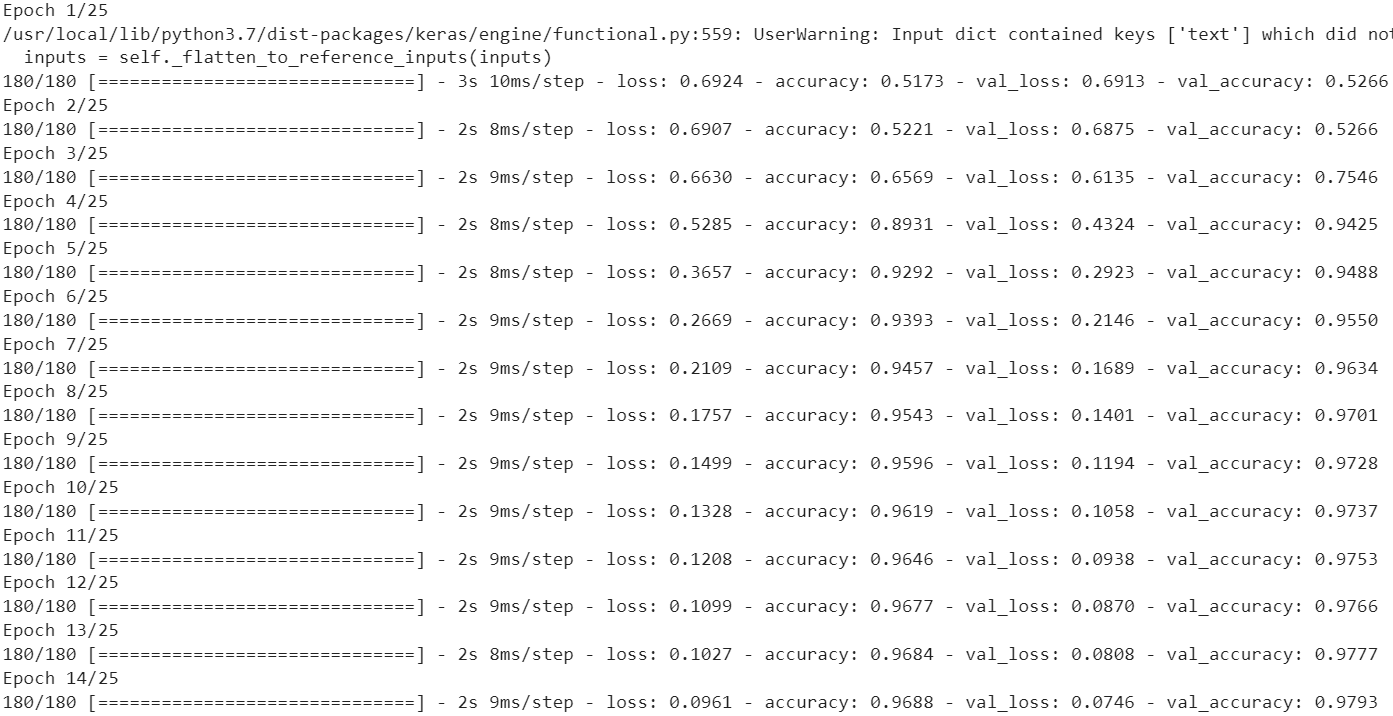 Epoch 1/25
/usr/local/lib/python3.7/dist-packages/keras/engine/functional.py:559: UserWarning: Input dict contained keys ['text'] which did not
  inputs = self._flatten_to_reference_inputs(inputs)
180/180 [==============================] - 3s 10ms/step - loss: 0.6924 - accuracy: 0.5173 - val_loss: 0.6913 - val_accuracy: 0.5266
Epoch 2/25
180/180 [==============================] - 2s 8ms/step - loss: 0.6907 - accuracy: 0.5221 - val_loss: 0.6875 - val_accuracy: 0.5266
Epoch 3/25
180/180 [==============================] - 2s 9ms/step - loss: 0.6630 - accuracy: 0.6569 - val_loss: 0.6135 - val_accuracy: 0.7546
Epoch 4/25
180/180 [==============================] - 2s 8ms/step - loss: 0.5285 - accuracy: 0.8931 - val_loss: 0.4324 - val_accuracy: 0.9425
Epoch 5/25
180/180 [==============================] - 2s 8ms/step - loss: 0.3657 - accuracy: 0.9292 - val_loss: 0.2923 - val_accuracy: 0.9488
Epoch 6/25
180/180 [==============================] - 2s 9ms/step - loss: 0.2669 - accuracy: 0.9393 - val_loss: 0.2146 - val_accuracy: 0.9550
Epoch 7/25
180/180 [==============================] - 2s 9ms/step - loss: 0.2109 - accuracy: 0.9457 - val_loss: 0.1689 - val_accuracy: 0.9634
Epoch 8/25
180/180 [==============================] - 2s 9ms/step - loss: 0.1757 - accuracy: 0.9543 - val_loss: 0.1401 - val_accuracy: 0.9701
Epoch 9/25
180/180 [==============================] - 2s 9ms/step - loss: 0.1499 - accuracy: 0.9596 - val_loss: 0.1194 - val_accuracy: 0.9728
Epoch 10/25
180/180 [==============================] - 2s 9ms/step - loss: 0.1328 - accuracy: 0.9619 - val_loss: 0.1058 - val_accuracy: 0.9737
Epoch 11/25
180/180 [==============================] - 2s 9ms/step - loss: 0.1208 - accuracy: 0.9646 - val_loss: 0.0938 - val_accuracy: 0.9753
Epoch 12/25
180/180 [==============================] - 2s 9ms/step - loss: 0.1099 - accuracy: 0.9677 - val_loss: 0.0870 - val_accuracy: 0.9766
Epoch 13/25
180/180 [==============================] - 2s 8ms/step - loss: 0.1027 - accuracy: 0.9684 - val_loss: 0.0808 - val_accuracy: 0.9777
Epoch 14/25
180/180 [==============================] - 2s 9ms/step - loss: 0.0961 - accuracy: 0.9688 - val_loss: 0.0746 - val_accuracy: 0.9793